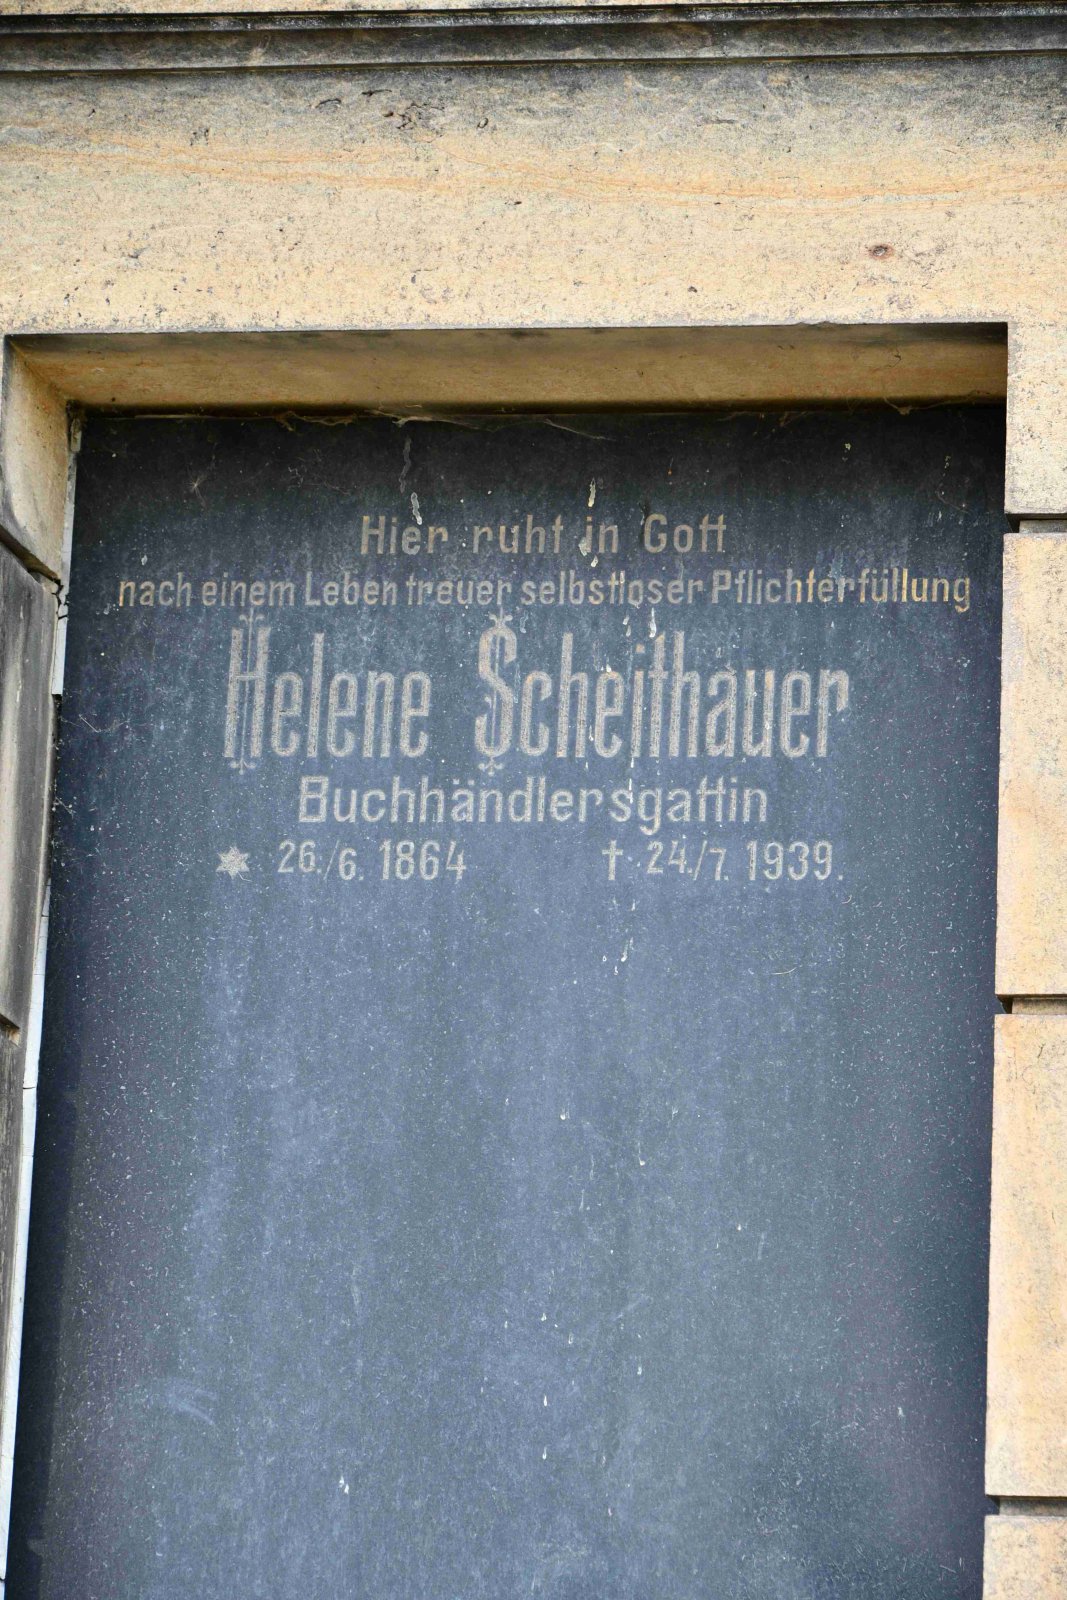 Hier ruht in Gott
nach einem Leben treuer selbstloser Pflichterfüllung
Helene Scheithauer
Buchhändlersgattin
✶ 26./6. 1864 † 24./7. 1939.